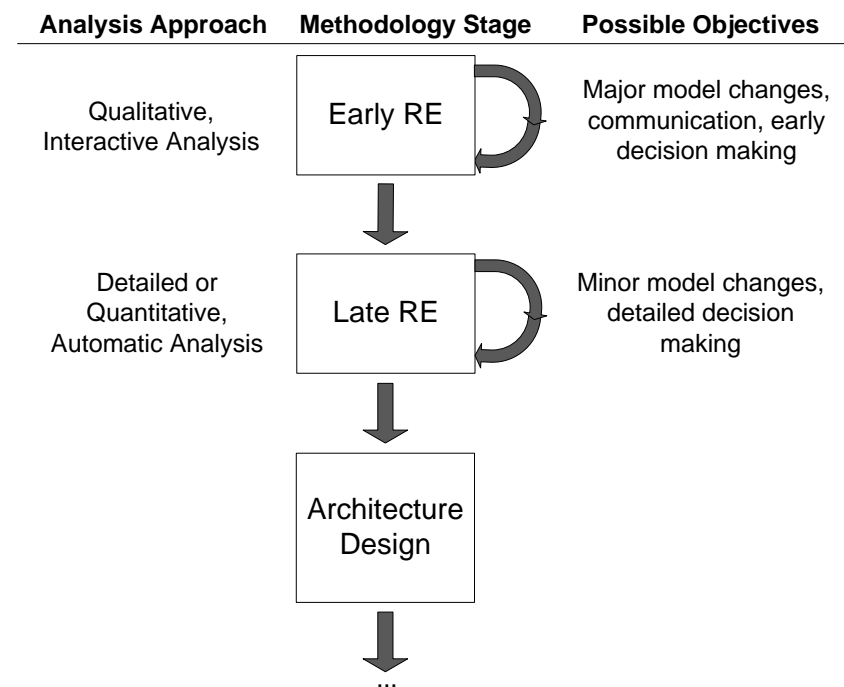 Analysis Approach Methodology Stage Possible Objectives
Qualitative,
Interactive Analysis
Early RE
Major model changes,
communication, early
decision making
Detailed or
Quantitative,
Automatic Analysis
Late RE
Minor model changes,
detailed decision
making
Architecture
Design
...